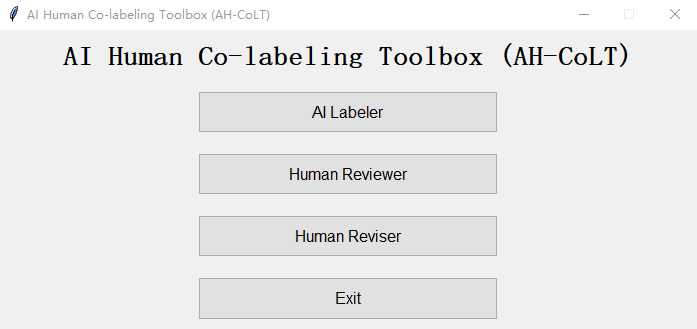 AI Human Co-labeling Toolbox (AH-CoLT)
AI Human Co-labeling Toolbox (AH-CoLT)
AI Labeler
Human Reviewer
Human Reviser
Exit